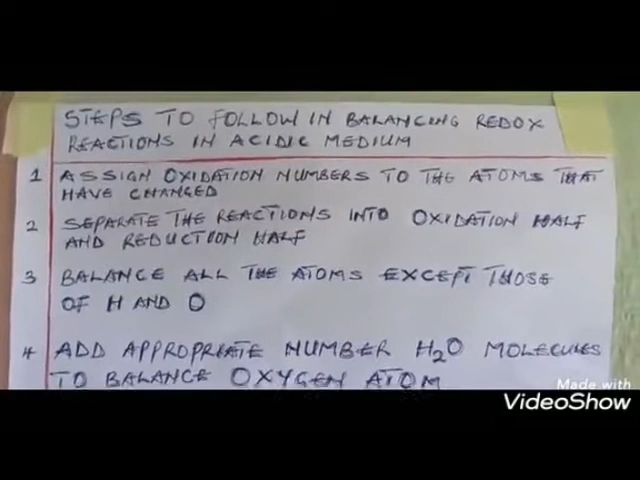 STEPS TO FOLLOW IN BALANCING REDOX
REACTIONS IN ACIDIC MEDIUM
1 ASSIGN OXIDATION NUMBERS TO THE ATOMS THAT
HAVE CHANGED
2 SEPARATE THE REACTIONS INTO OXIDATION HALF
AND REDUCTION HALF
3 BALANCE ALL THE ATOMS EXCEPT THOSE
OF H AND O
4 ADD APPROPRIATE NUMBER H₂O MOLECULES
TO BALANCE OXYGEN ATOM
Made with
VideoShow